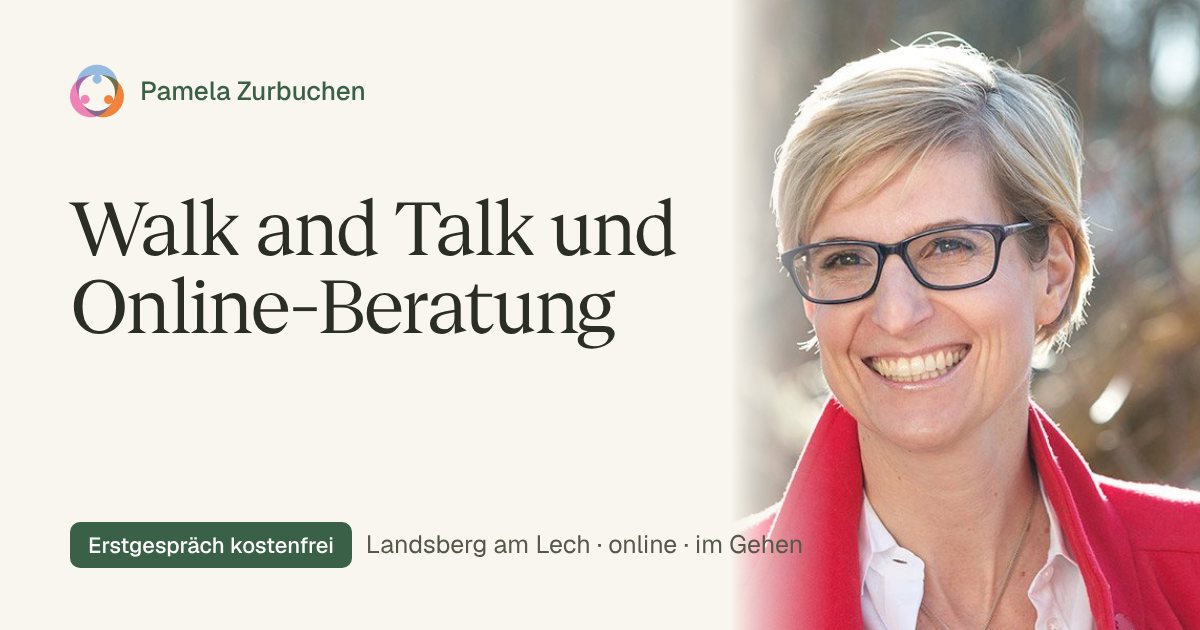 Pamela Zurbuchen
Walk and Talk und
Online-Beratung
Erstgespräch kostenfrei
Landsberg am Lech · online · im Gehen